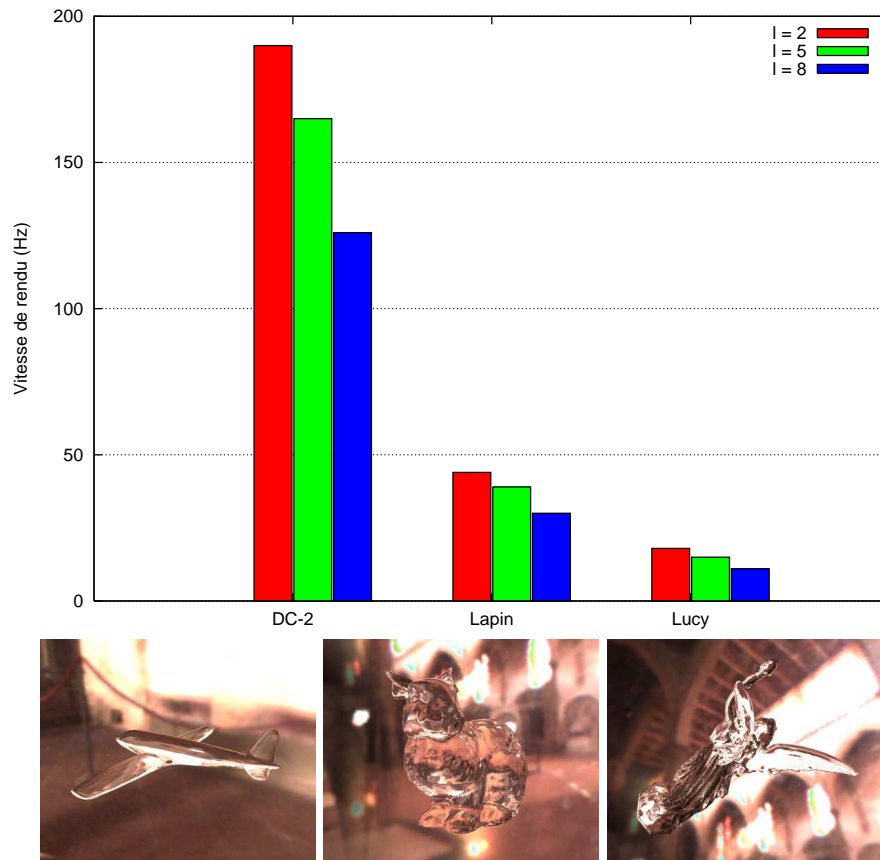 200
150
100
50
0
Vitesse de rendu (Hz)
l = 2
l = 5
l = 8
DC-2 Lapin Lucy